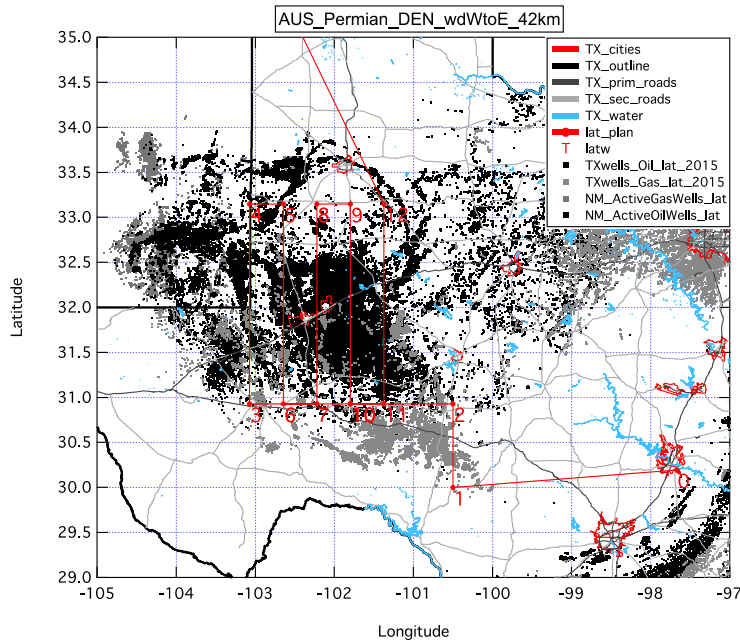 AUS_Permian_DEN_wdWtoE_42km
TX_cities
TX_outline
TX_prim_roads
TX_sec_roads
TX_water
lat_plan
T latw
TXwells_Oil_lat_2015
TXwells_Gas_lat_2015
NM_ActiveGasWells_lat
NM_ActiveOilWells_lat
35.0
34.5
34.0
33.5
33.0
32.5
32.0
31.5
31.0
30.5
30.0
29.5
29.0
Latitude
4 5 8 9 12
3 6 7 10 11 2
1 0
-105 -104 -103 -102 -101 -100 -99 -98 -97
Longitude